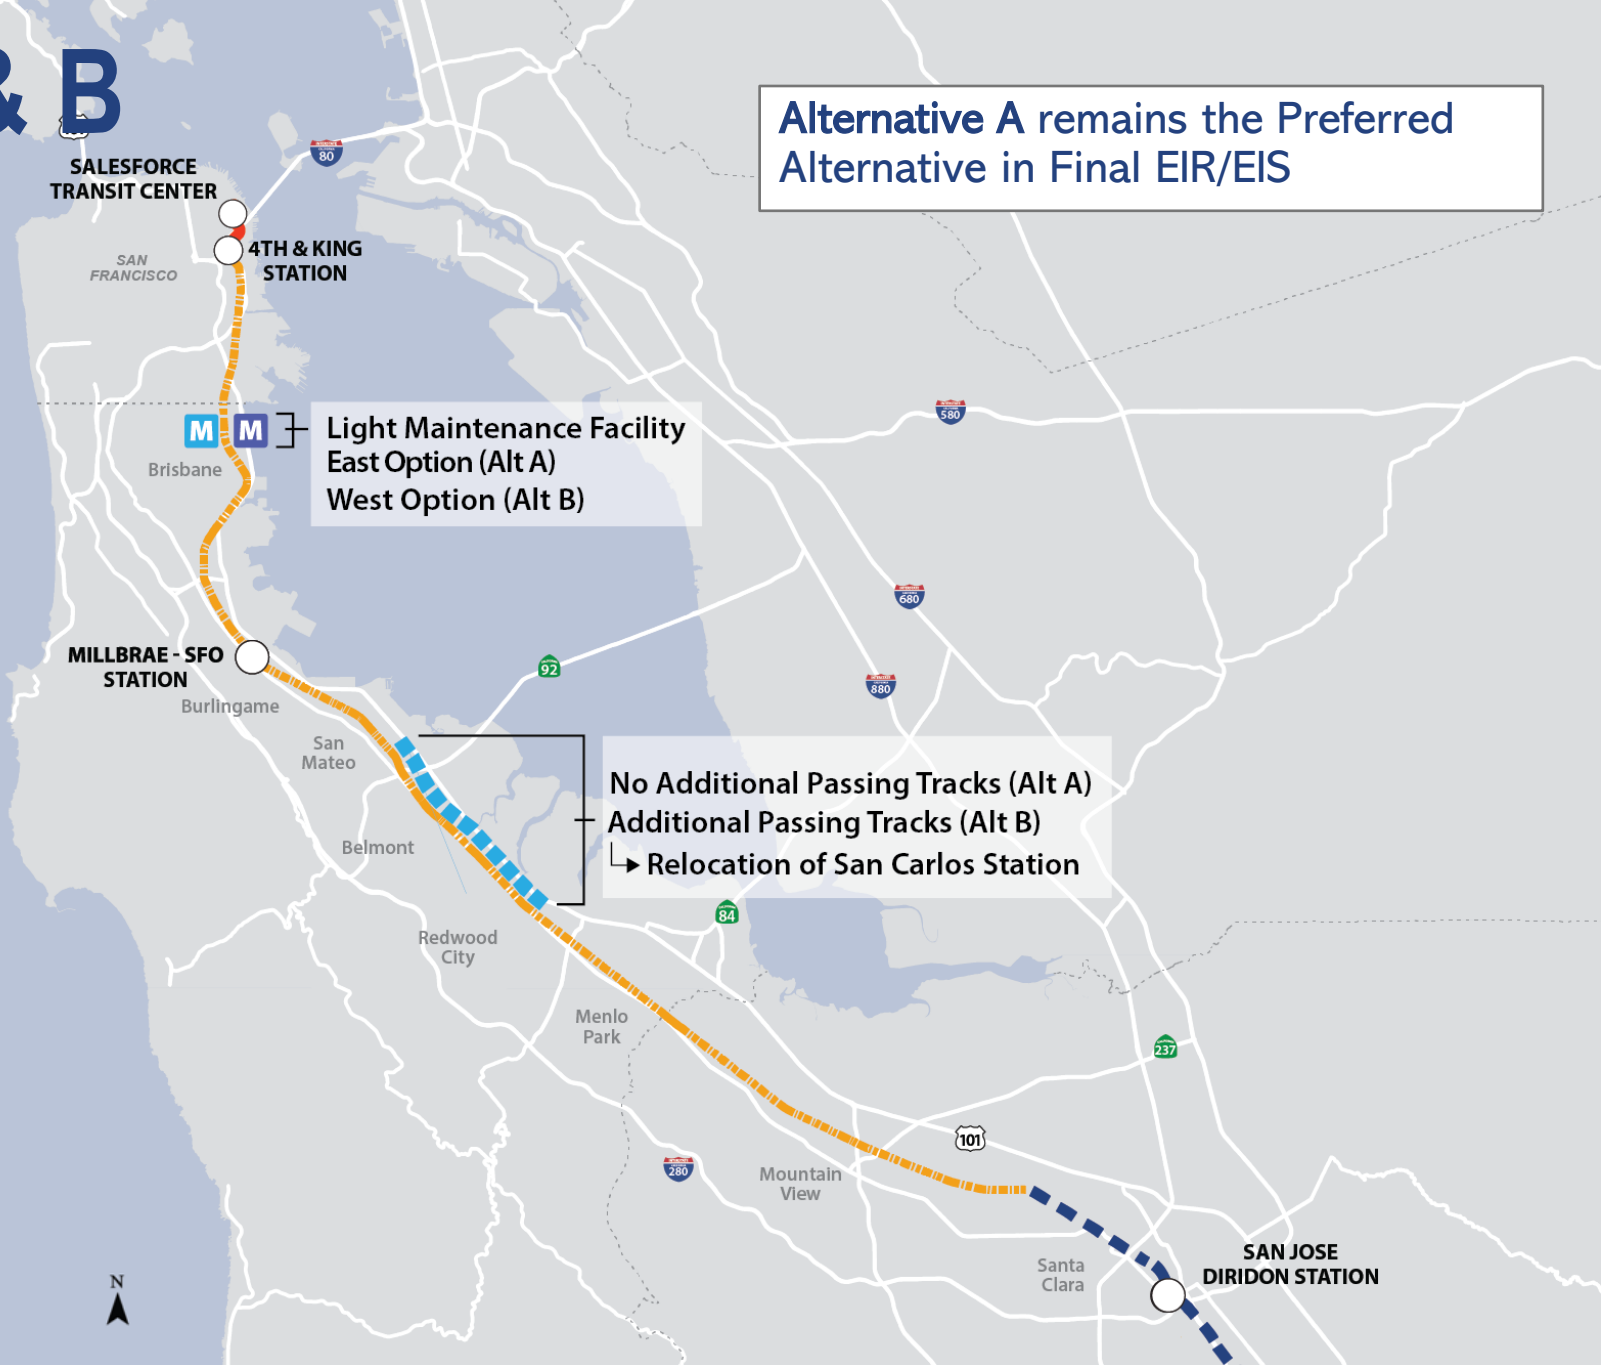 & B
Alternative A remains the Preferred
Alternative in Final EIR/EIS
80
SALESFORCE
TRANSIT CENTER
4TH & KING
STATION
SAN
FRANCISCO
580
M M
Light Maintenance Facility
East Option (Alt A)
West Option (Alt B)
Brisbane
680
MILLBRAE - SFO
STATION
92
880
Burlingame
San
Mateo
No Additional Passing Tracks (Alt A)
Additional Passing Tracks (Alt B)
Relocation of San Carlos Station
Belmont
84
Redwood
City
Menlo
Park
237
101
280
Mountain
View
SAN JOSE
DIRIDON STATION
Santa
Clara
N